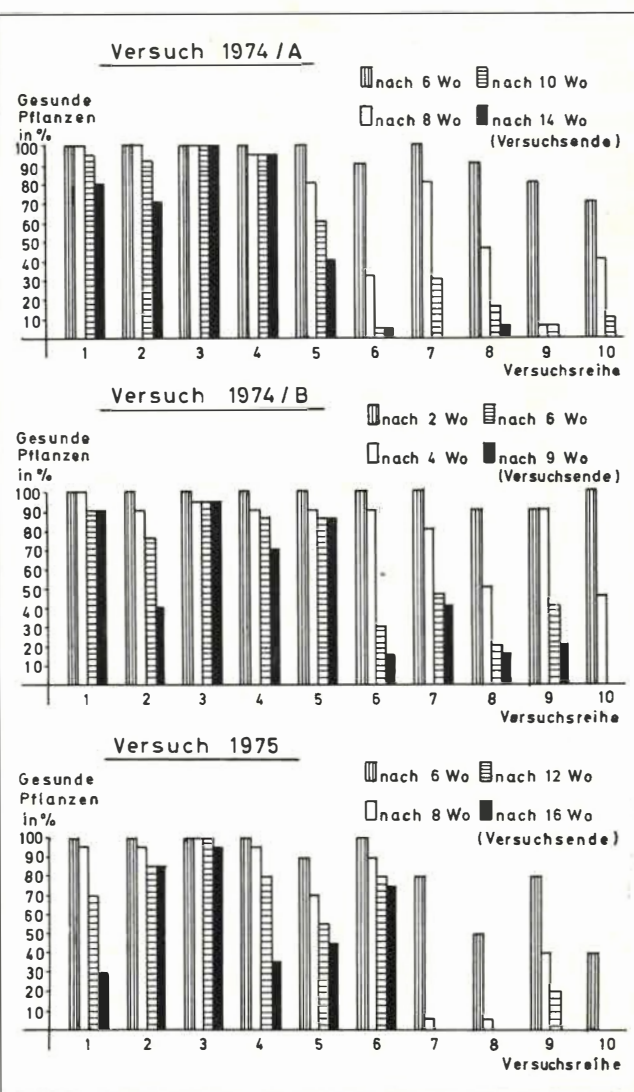 Versuch 1974/A
nach 6 Wo nach 10 Wo
nach 8 Wo nach 14 Wo
(Versuchsende)
Gesunde
Pflanzen
in %
100
90
80
70
60
50
40
30
20
10
1 2 3 4 5 6 7 8 9 10
Versuchsreihe
Versuch 1974/B
nach 2 Wo nach 6 Wo
nach 4 Wo nach 9 Wo
(Versuchsende)
Gesunde
Pflanzen
in %
100
90
80
70
60
50
40
30
20
10
1 2 3 4 5 6 7 8 9 10
Versuchsreihe
Versuch 1975
nach 6 Wo nach 12 Wo
nach 8 Wo nach 16 Wo
(Versuchsende)
Gesunde
Pflanzen
in %
100
90
80
70
60
50
40
30
20
10
1 2 3 4 5 6 7 8 9 10
Versuchsreihe